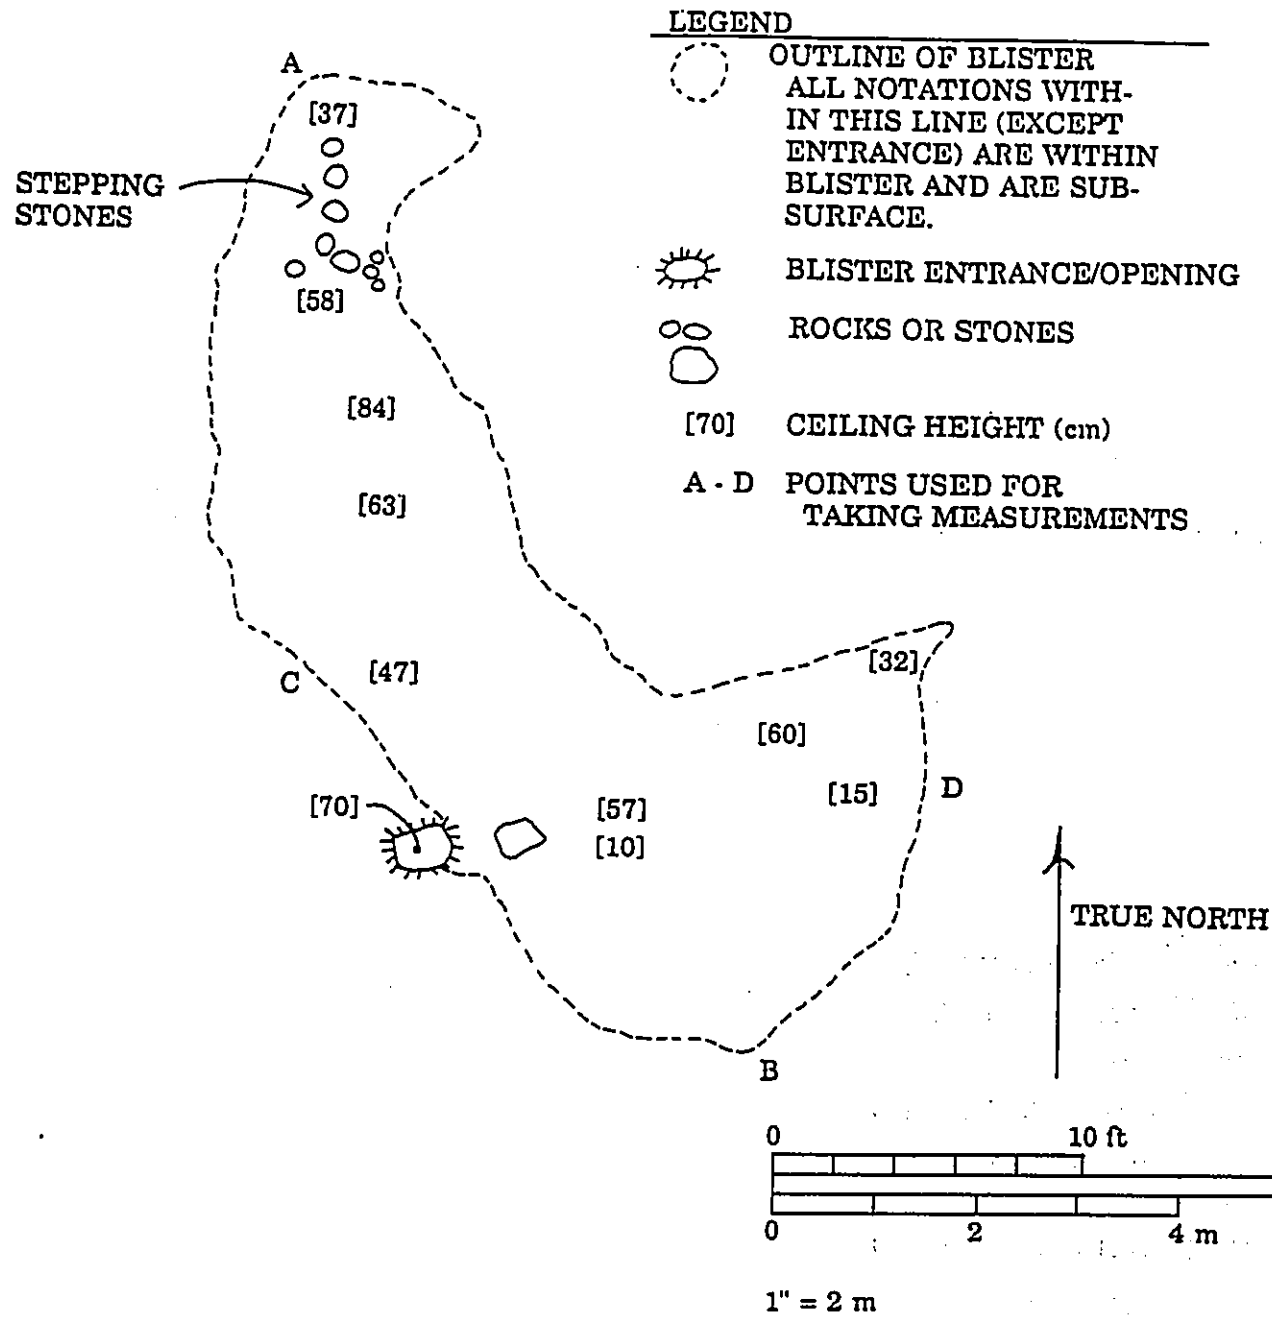 LEGEND
OUTLINE OF BLISTER
ALL NOTATIONS WITH-
IN THIS LINE (EXCEPT
ENTRANCE) ARE WITHIN
BLISTER AND ARE SUB-
SURFACE.
BLISTER ENTRANCE/OPENING
ROCKS OR STONES
[70] CEILING HEIGHT (cm)
A - D POINTS USED FOR
TAKING MEASUREMENTS
A
[37]
STEPPING
STONES
[58]
[84]
[63]
C
[47]
[32]
[60]
[15]
D
[70]
[57]
[10]
TRUE NORTH
B
0 10 ft
0 2 4 m
1" = 2 m